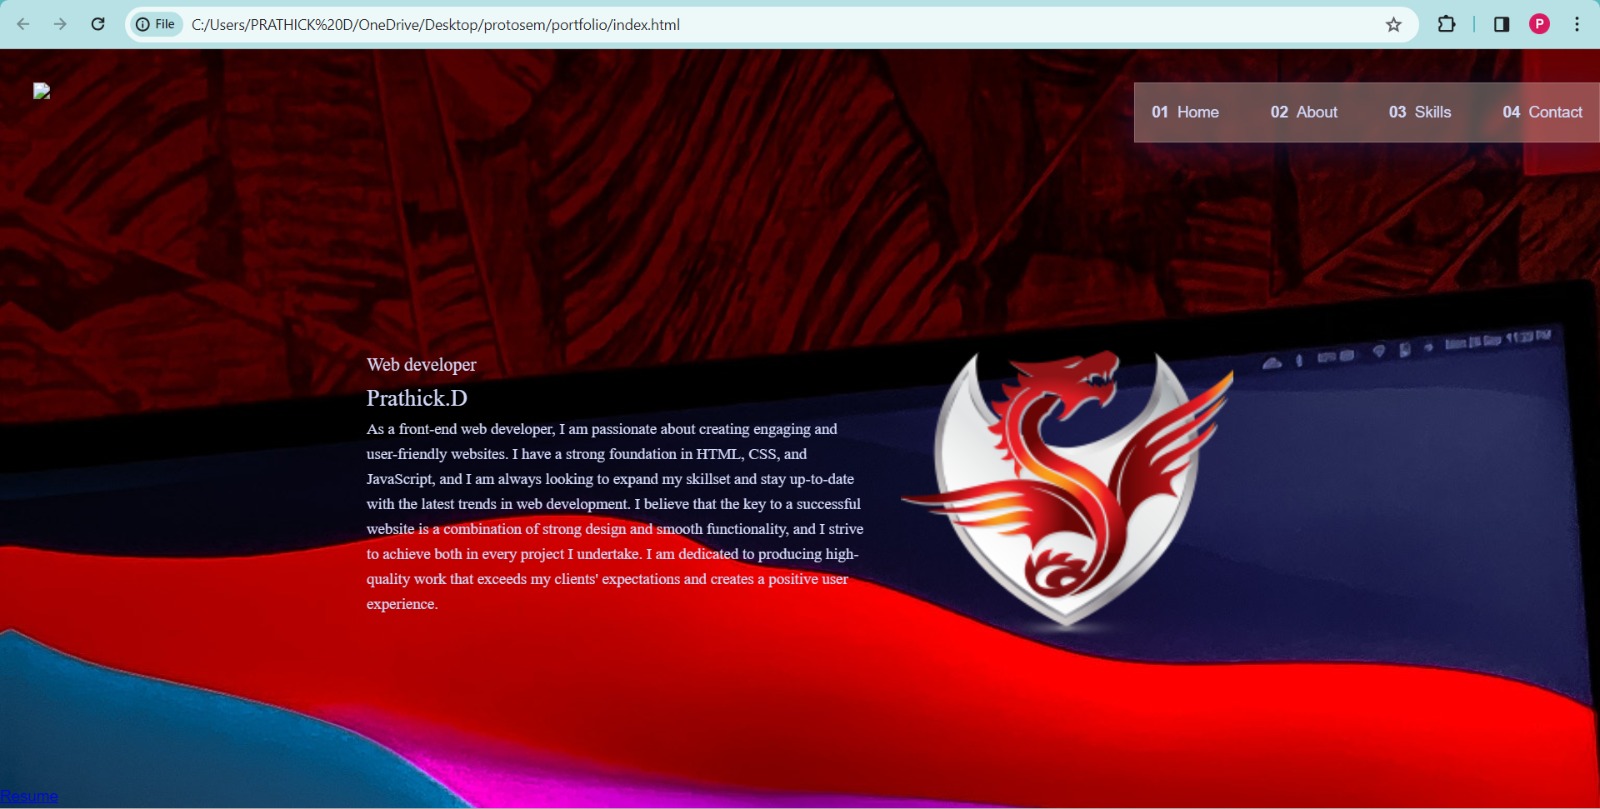 File C:/Users/PRATHICK%20D/OneDrive/Desktop/protosem/portfolio/index.html
P
01 Home 02 About 03 Skills 04 Contact
Web developer
Prathick.D
As a front-end web developer, I am passionate about creating engaging and
user-friendly websites. I have a strong foundation in HTML, CSS, and
JavaScript, and I am always looking to expand my skillset and stay up-to-date
with the latest trends in web development. I believe that the key to a successful
website is a combination of strong design and smooth functionality, and I strive
to achieve both in every project I undertake. I am dedicated to producing high-
quality work that exceeds my clients' expectations and creates a positive user
experience.
Resume